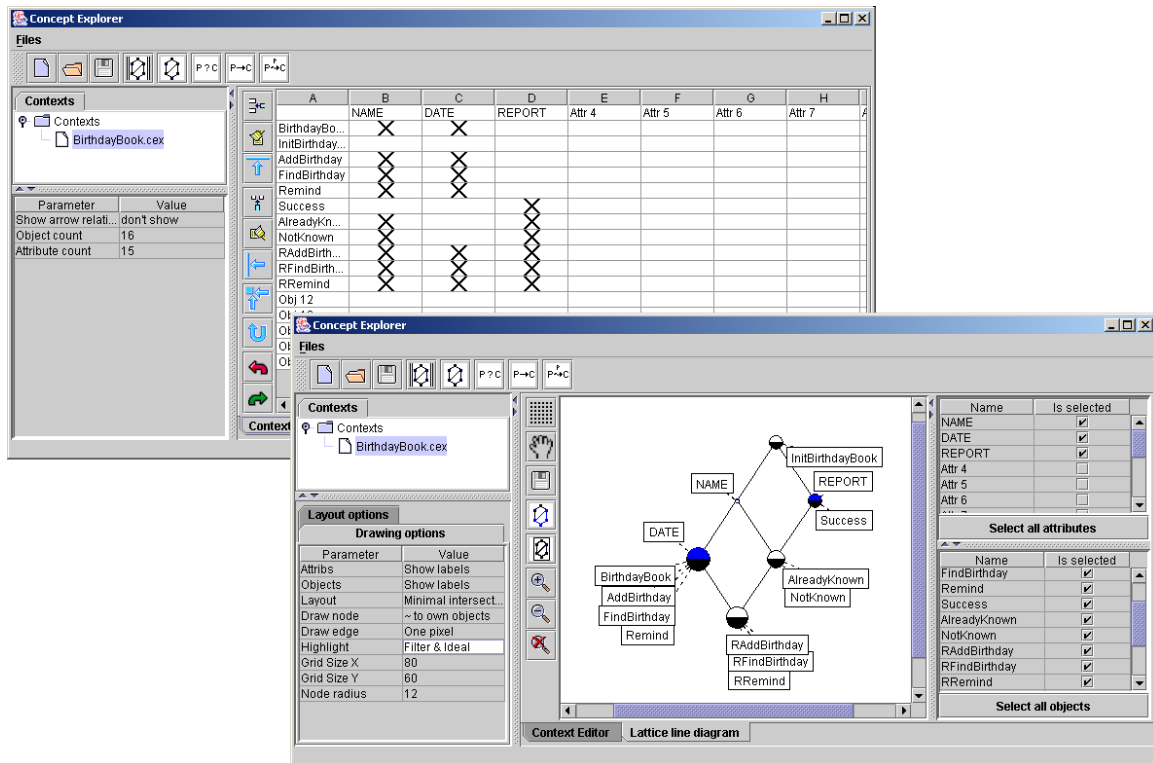 Concept Explorer
Files
P?C P→C P↝C
Contexts
Contexts
BirthdayBook.cex
Parameter Value
Show arrow relati... don't show
Object count 16
Attribute count 15
A B C D E F G H
NAME DATE REPORT Attr 4 Attr 5 Attr 6 Attr 7
BirthdayBo...
InitBirthday...
AddBirthday
FindBirthday
Remind
Success
AlreadyKn...
NotKnown
RAddBirth...
RFindBirth...
RRemind
Obj 12
Concept Explorer
Files
P?C P→C P↝C
Contexts
Contexts
BirthdayBook.cex
Layout options
Drawing options
Parameter Value
Attribs Show labels
Objects Show labels
Layout Minimal intersect...
Draw node ~ to own objects
Draw edge One pixel
Highlight Filter & Ideal
Grid Size X 80
Grid Size Y 60
Node radius 12
InitBirthdayBook
NAME
REPORT
Success
DATE
BirthdayBook
AddBirthday
FindBirthday
Remind
AlreadyKnown
NotKnown
RAddBirthday
RFindBirthday
RRemind
Context Editor Lattice line diagram
Name Is selected
NAME
DATE
REPORT
Attr 4
Attr 5
Attr 6
Select all attributes
Name Is selected
FindBirthday
Remind
Success
AlreadyKnown
NotKnown
RAddBirthday
RFindBirthday
RRemind
Select all objects